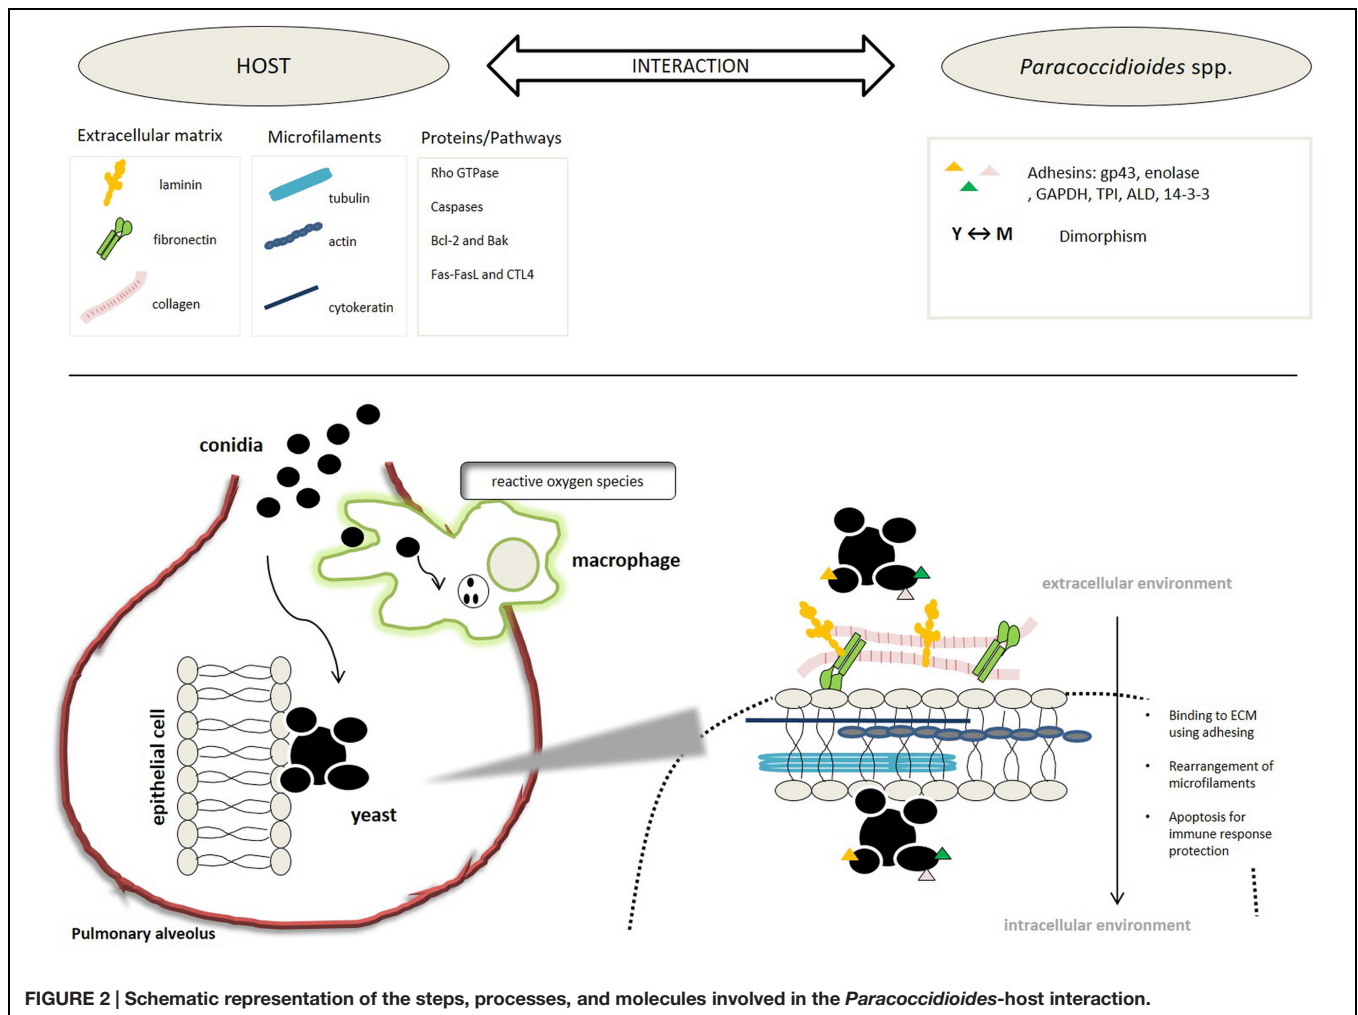 HOST
INTERACTION
Paracoccidioides spp.
Extracellular matrix
laminin
fibronectin
collagen
Microfilaments
tubulin
actin
cytokeratin
Proteins/Pathways
Rho GTPase
Caspases
Bcl-2 and Bak
Fas-FasL and CTL4
Adhesins: gp43, enolase
, GAPDH, TPI, ALD, 14-3-3
Y ↔ M
Dimorphism
conidia
reactive oxygen species
macrophage
epithelial cell
yeast
Pulmonary alveolus
extracellular environment
• Binding to ECM
using adhesing
• Rearrangement of
microfilaments
• Apoptosis for
immune response
protection
intracellular environment
FIGURE 2 | Schematic representation of the steps, processes, and molecules involved in the Paracoccidioides-host interaction.